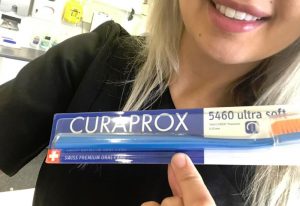 CURAPROX
5460 ultra soft
SWISS PREMIUM ORAL CARE